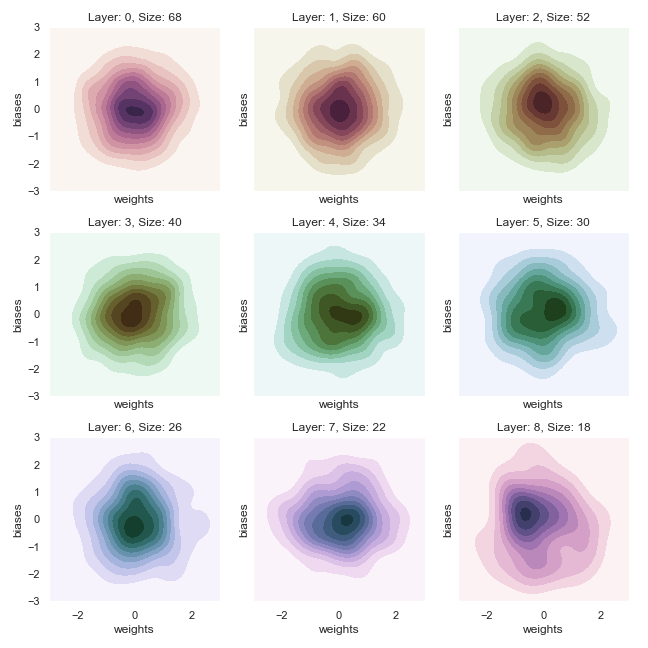 Layer: 0, Size: 68
Layer: 1, Size: 60
Layer: 2, Size: 52
3
2
1
0
−1
−2
−3
biases
biases
biases
weights
weights
weights
Layer: 3, Size: 40
Layer: 4, Size: 34
Layer: 5, Size: 30
3
2
1
0
−1
−2
−3
biases
biases
biases
weights
weights
weights
Layer: 6, Size: 26
Layer: 7, Size: 22
Layer: 8, Size: 18
3
2
1
0
−1
−2
−3
biases
biases
biases
−2 0 2
−2 0 2
−2 0 2
weights
weights
weights